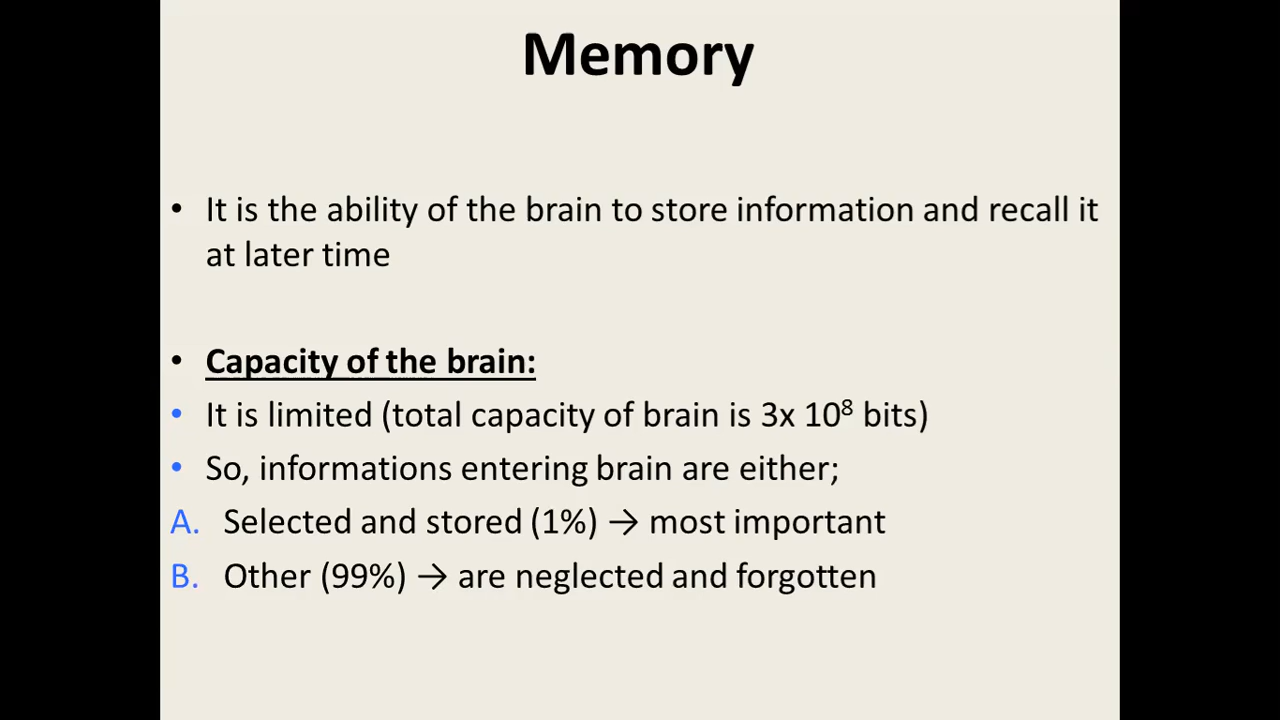 Memory
• It is the ability of the brain to store information and recall it
at later time
• Capacity of the brain:
• It is limited (total capacity of brain is 3x 10⁸ bits)
• So, informations entering brain are either;
A. Selected and stored (1%) → most important
B. Other (99%) → are neglected and forgotten